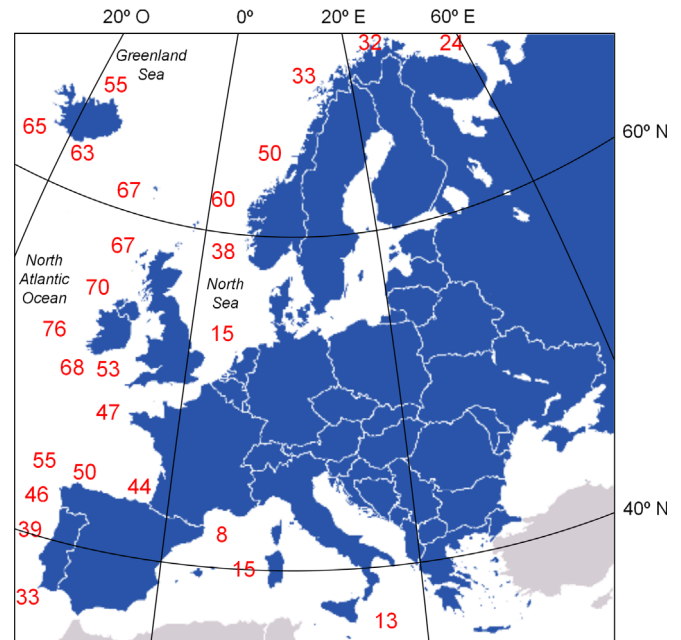 20º O 0º 20º E 60º E
32 24
Greenland
Sea
33
55
65
63
60º N
50
67
60
67
38
North
Atlantic
Ocean
70
North
Sea
76
15
68 53
47
55
50
44
46
39
40º N
8
15
33
13